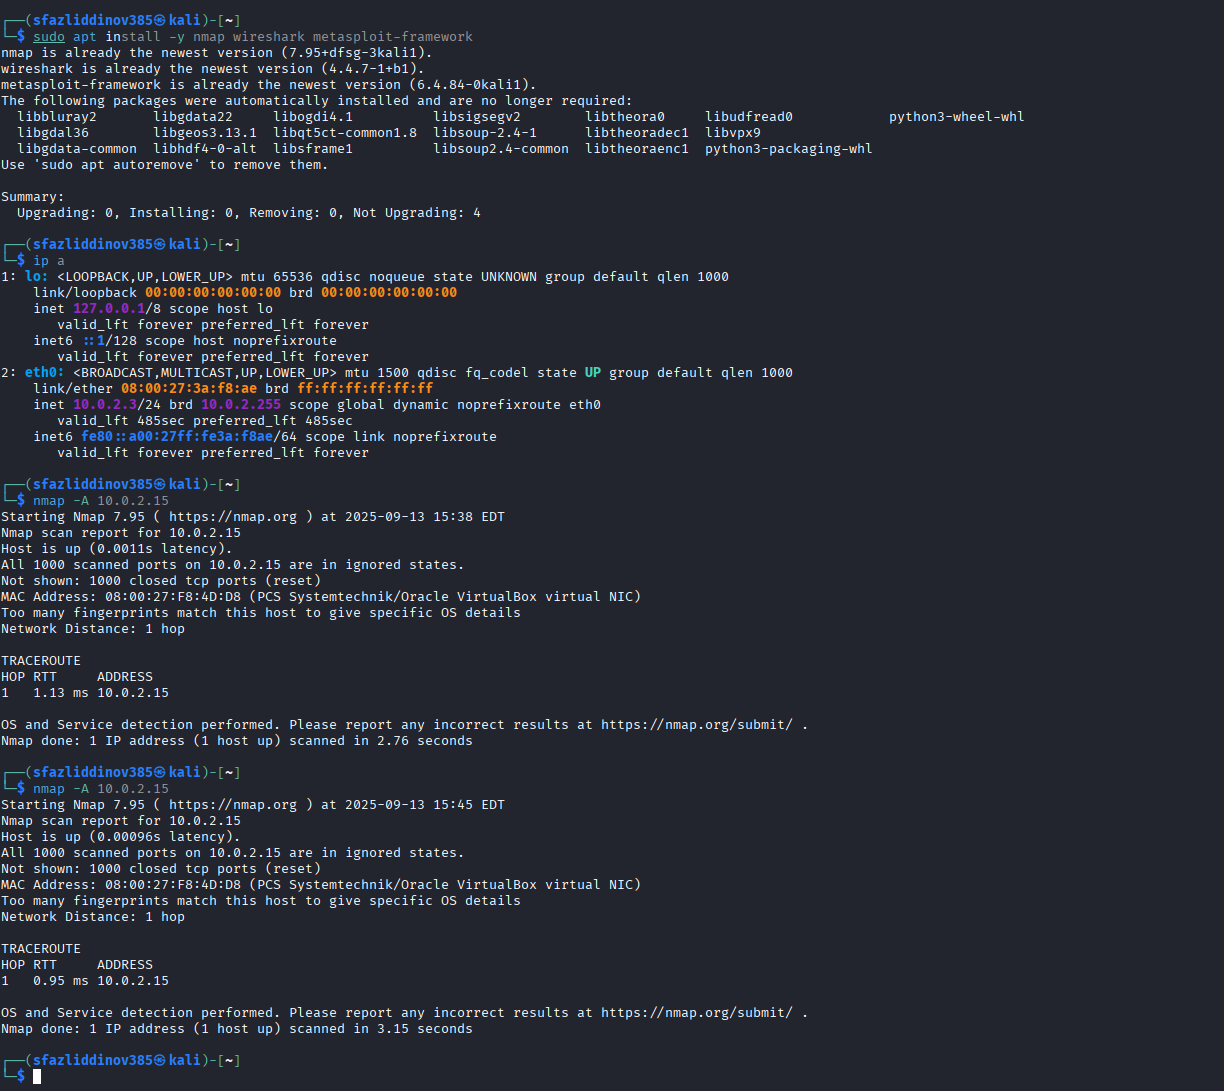 ┌──(sfazliddinov385㉿kali)-[~]
└─$ sudo apt install -y nmap wireshark metasploit-framework
nmap is already the newest version (7.95+dfsg-3kali1).
wireshark is already the newest version (4.4.7-1+b1).
metasploit-framework is already the newest version (6.4.84-0kali1).
The following packages were automatically installed and are no longer required:
  libbluray2       libgdata22     libogdi4.1          libsigsegv2       libtheora0     libudfread0            python3-wheel-whl
  libgdal36        libgeos3.13.1  libqt5ct-common1.8  libsoup-2.4-1     libtheoradec1  libvpx9
  libgdata-common  libhdf4-0-alt  libsframe1          libsoup2.4-common  libtheoraenc1  python3-packaging-whl
Use 'sudo apt autoremove' to remove them.

Summary:
  Upgrading: 0, Installing: 0, Removing: 0, Not Upgrading: 4

┌──(sfazliddinov385㉿kali)-[~]
└─$ ip a
1: lo: <LOOPBACK,UP,LOWER_UP> mtu 65536 qdisc noqueue state UNKNOWN group default qlen 1000
    link/loopback 00:00:00:00:00:00 brd 00:00:00:00:00:00
    inet 127.0.0.1/8 scope host lo
       valid_lft forever preferred_lft forever
    inet6 ::1/128 scope host noprefixroute
       valid_lft forever preferred_lft forever
2: eth0: <BROADCAST,MULTICAST,UP,LOWER_UP> mtu 1500 qdisc fq_codel state UP group default qlen 1000
    link/ether 08:00:27:3a:f8:ae brd ff:ff:ff:ff:ff:ff
    inet 10.0.2.3/24 brd 10.0.2.255 scope global dynamic noprefixroute eth0
       valid_lft 485sec preferred_lft 485sec
    inet6 fe80::a00:27ff:fe3a:f8ae/64 scope link noprefixroute
       valid_lft forever preferred_lft forever

┌──(sfazliddinov385㉿kali)-[~]
└─$ nmap -A 10.0.2.15
Starting Nmap 7.95 ( https://nmap.org ) at 2025-09-13 15:38 EDT
Nmap scan report for 10.0.2.15
Host is up (0.0011s latency).
All 1000 scanned ports on 10.0.2.15 are in ignored states.
Not shown: 1000 closed tcp ports (reset)
MAC Address: 08:00:27:F8:4D:D8 (PCS Systemtechnik/Oracle VirtualBox virtual NIC)
Too many fingerprints match this host to give specific OS details
Network Distance: 1 hop

TRACEROUTE
HOP RTT     ADDRESS
1   1.13 ms 10.0.2.15

OS and Service detection performed. Please report any incorrect results at https://nmap.org/submit/ .
Nmap done: 1 IP address (1 host up) scanned in 2.76 seconds

┌──(sfazliddinov385㉿kali)-[~]
└─$ nmap -A 10.0.2.15
Starting Nmap 7.95 ( https://nmap.org ) at 2025-09-13 15:45 EDT
Nmap scan report for 10.0.2.15
Host is up (0.00096s latency).
All 1000 scanned ports on 10.0.2.15 are in ignored states.
Not shown: 1000 closed tcp ports (reset)
MAC Address: 08:00:27:F8:4D:D8 (PCS Systemtechnik/Oracle VirtualBox virtual NIC)
Too many fingerprints match this host to give specific OS details
Network Distance: 1 hop

TRACEROUTE
HOP RTT     ADDRESS
1   0.95 ms 10.0.2.15

OS and Service detection performed. Please report any incorrect results at https://nmap.org/submit/ .
Nmap done: 1 IP address (1 host up) scanned in 3.15 seconds

┌──(sfazliddinov385㉿kali)-[~]
└─$